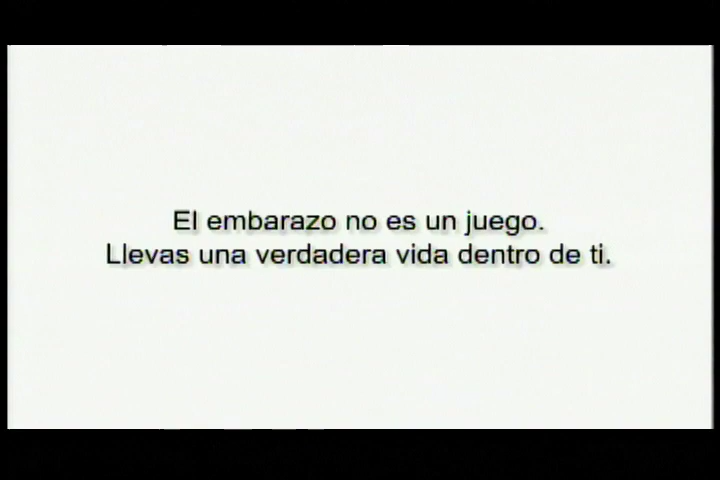 El embarazo no es un juego.
Llevas una verdadera vida dentro de ti.